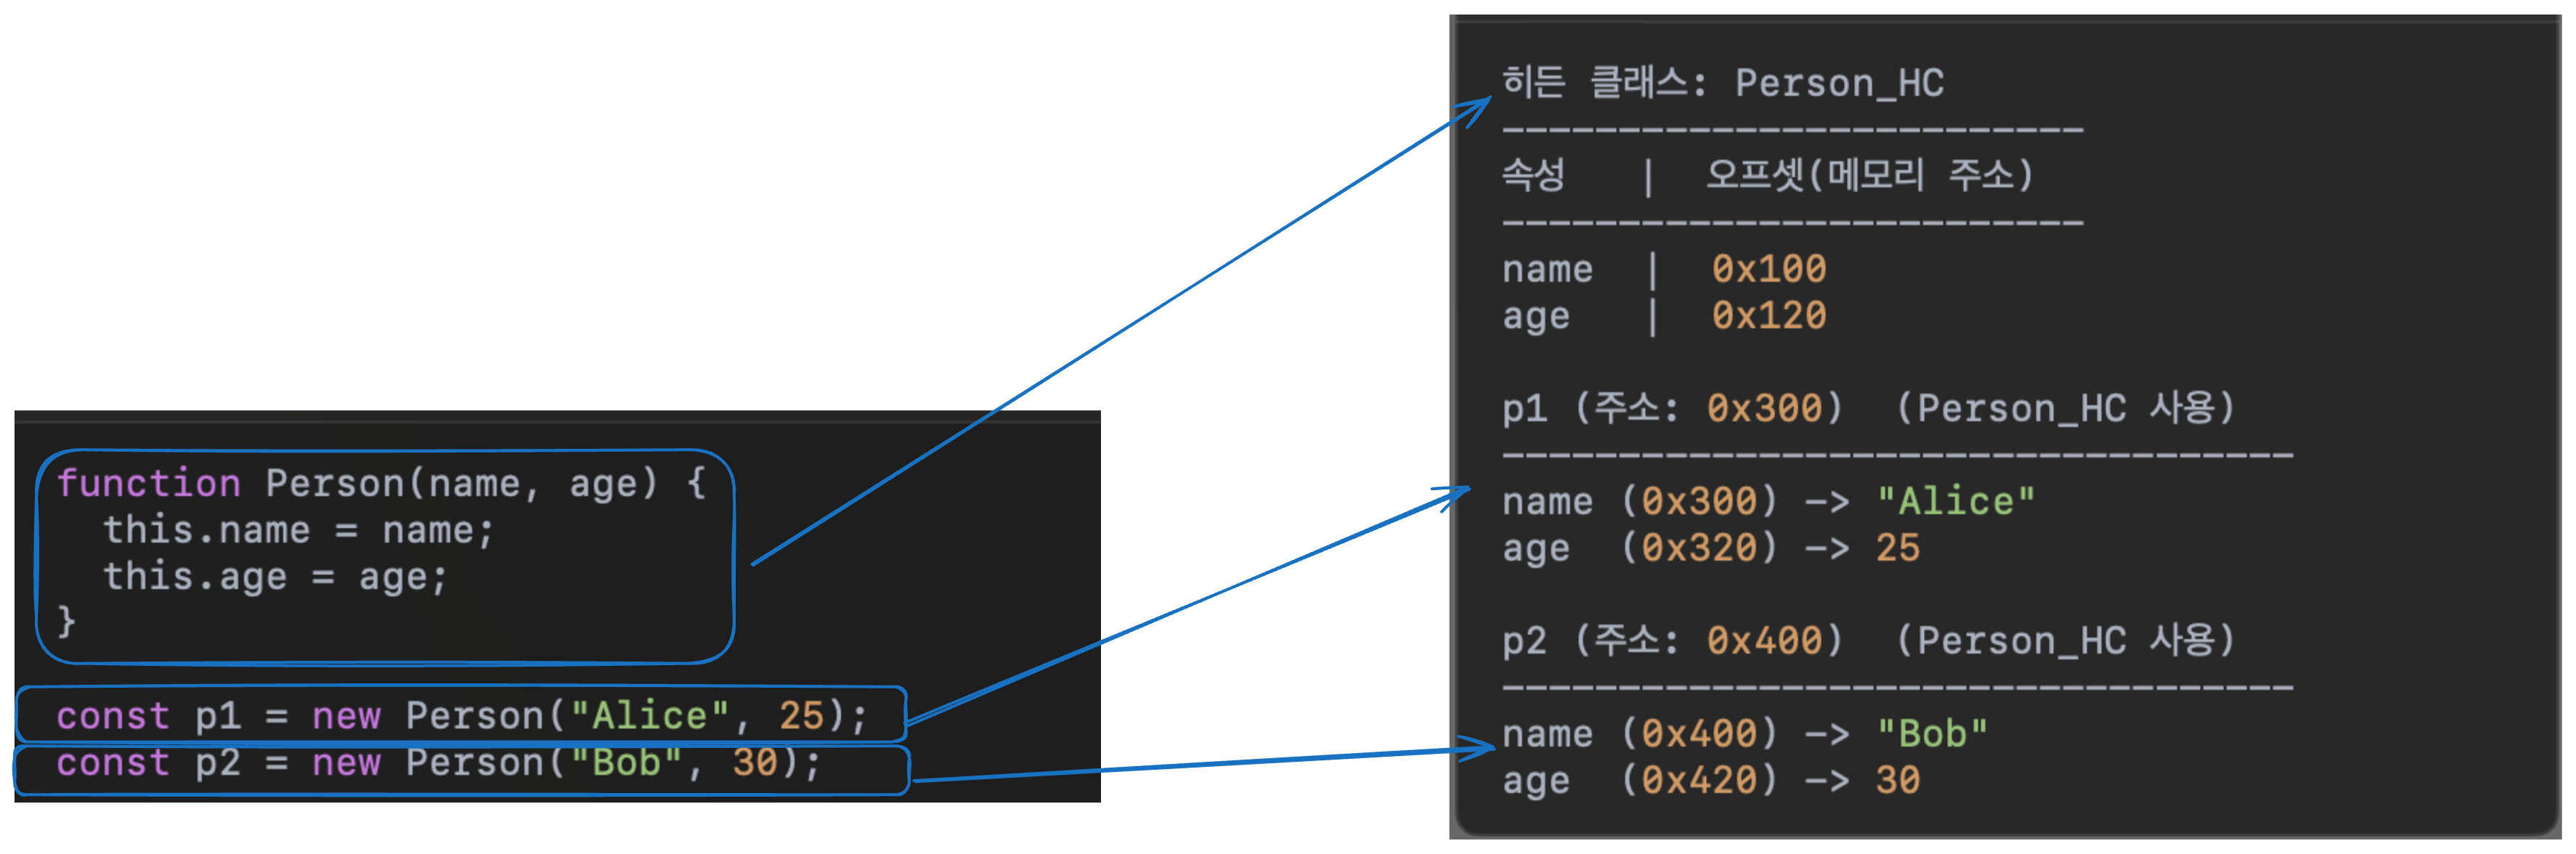 function Person(name, age) {
  this.name = name;
  this.age = age;
}
const p1 = new Person("Alice", 25);
const p2 = new Person("Bob", 30);
히든 클래스: Person_HC
-------------------------
속성   |  오프셋(메모리 주소)
-------------------------
name  |  0x100
age   |  0x120
p1 (주소: 0x300)  (Person_HC 사용)
----------------------------------
name (0x300) -> "Alice"
age  (0x320) -> 25
p2 (주소: 0x400)  (Person_HC 사용)
----------------------------------
name (0x400) -> "Bob"
age  (0x420) -> 30